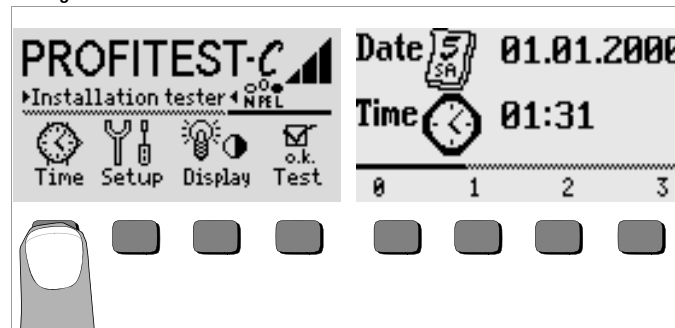 PROFITEST-C
Installation tester
N PE L
Time Setup Display o.k. Test
Date 5 SA 01.01.2000
Time 01:31
0 1 2 3